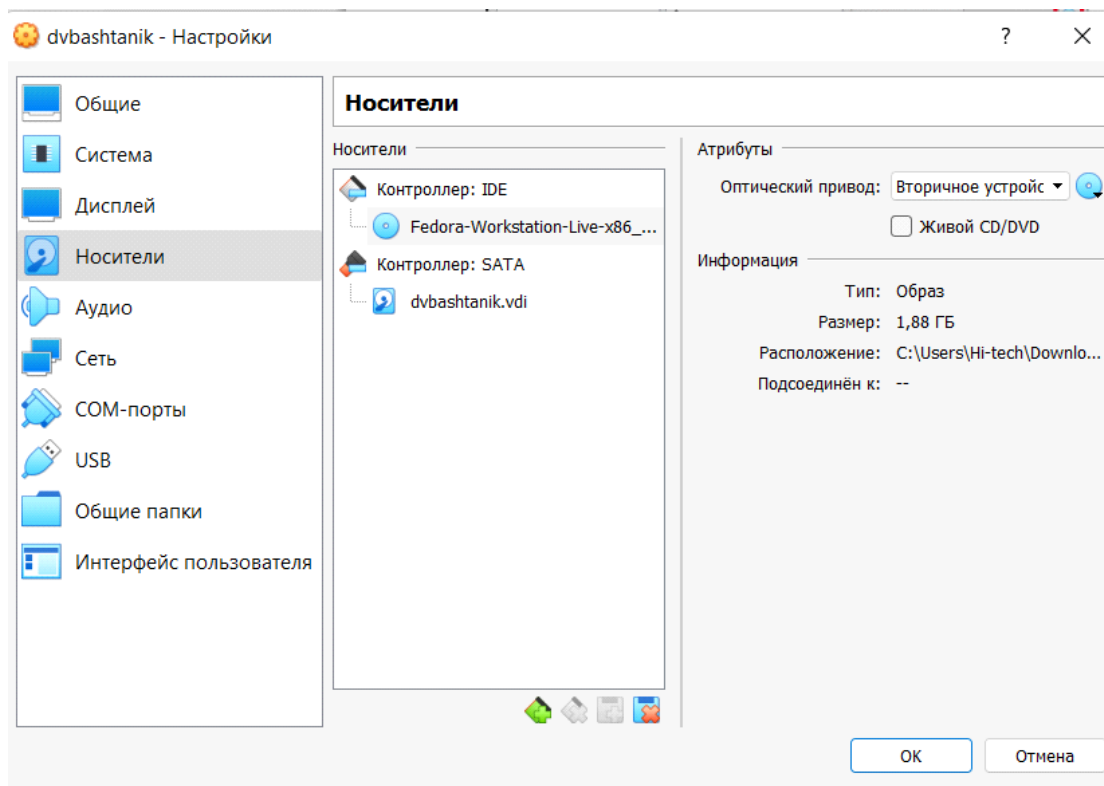 dvbashtanik - Настройки
?
Общие
Система
Дисплей
Носители
Аудио
Сеть
COM-порты
USB
Общие папки
Интерфейс пользователя
Носители
Носители
Контроллер: IDE
Fedora-Workstation-Live-x86_...
Контроллер: SATA
dvbashtanik.vdi
Атрибуты
Оптический привод: Вторичное устройс
Живой CD/DVD
Информация
Тип: Образ
Размер: 1,88 ГБ
Расположение: C:\Users\Hi-tech\Downlo...
Подсоединён к: --
OK
Отмена